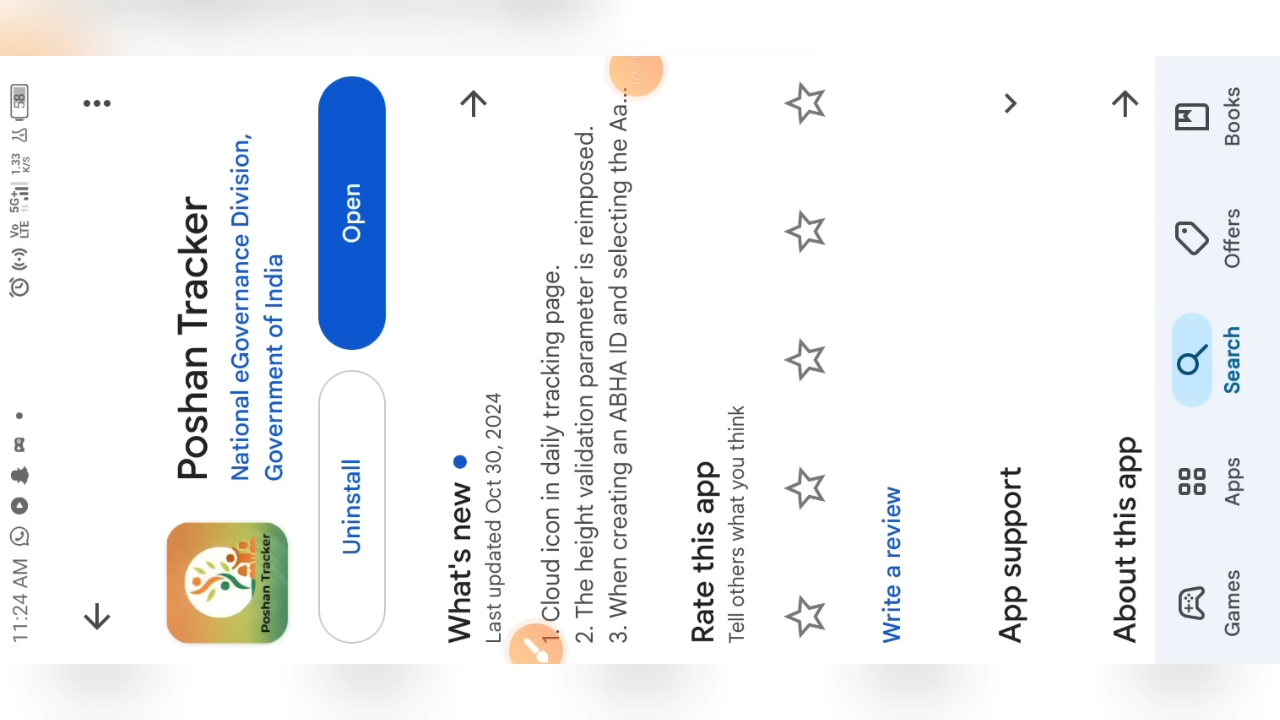 11:24 AM
Vo LTE 5G+ 1.33 K/s 58
Poshan Tracker
National eGovernance Division,
Government of India
Poshan Tracker
Uninstall
Open
What's new
Last updated Oct 30, 2024
1. Cloud icon in daily tracking page.
2. The height validation parameter is reimposed.
3. When creating an ABHA ID and selecting the Aa...
Rate this app
Tell others what you think
Write a review
App support
About this app
Games
Apps
Search
Offers
Books